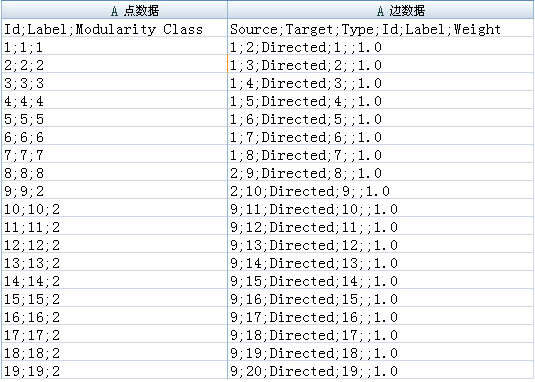 A 点数据 A 边数据
Id;Label;Modularity Class Source;Target;Type;Id;Label;Weight
1;1;1 1;2;Directed;1;;1.0
2;2;2 1;3;Directed;2;;1.0
3;3;3 1;4;Directed;3;;1.0
4;4;4 1;5;Directed;4;;1.0
5;5;5 1;6;Directed;5;;1.0
6;6;6 1;7;Directed;6;;1.0
7;7;7 1;8;Directed;7;;1.0
8;8;8 2;9;Directed;8;;1.0
9;9;2 2;10;Directed;9;;1.0
10;10;2 9;11;Directed;10;;1.0
11;11;2 9;12;Directed;11;;1.0
12;12;2 9;13;Directed;12;;1.0
13;13;2 9;14;Directed;13;;1.0
14;14;2 9;15;Directed;14;;1.0
15;15;2 9;16;Directed;15;;1.0
16;16;2 9;17;Directed;16;;1.0
17;17;2 9;18;Directed;17;;1.0
18;18;2 9;19;Directed;18;;1.0
19;19;2 9;20;Directed;19;;1.0